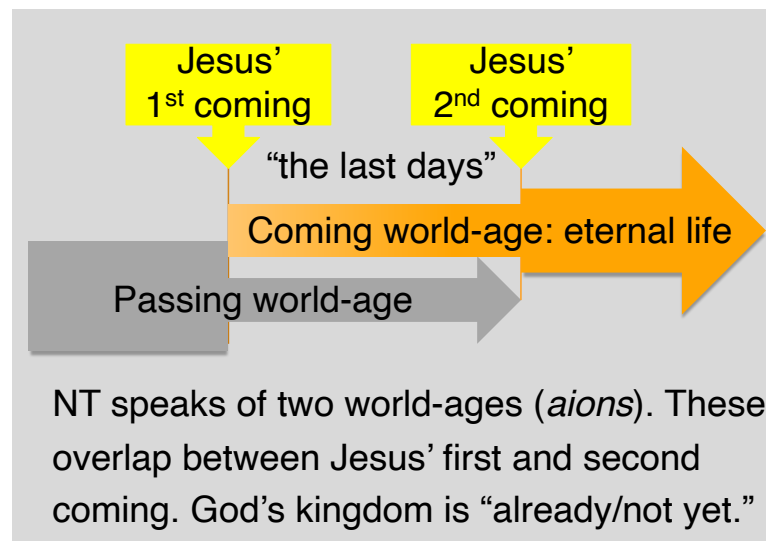 Jesus’
1st coming
Jesus’
2nd coming
“the last days”
Coming world-age: eternal life
Passing world-age
NT speaks of two world-ages (aions). These
overlap between Jesus’ first and second
coming. God’s kingdom is “already/not yet.”